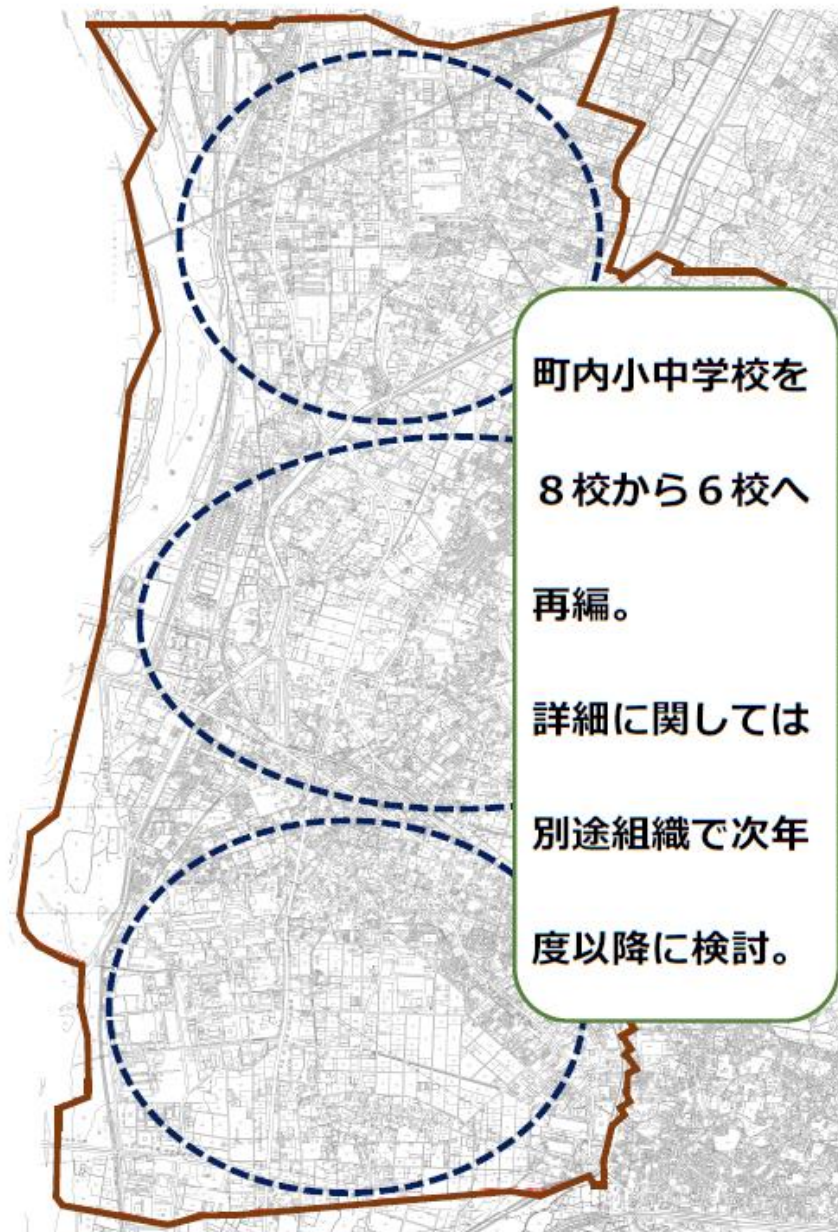 町内小中学校を
８校から６校へ
再編。
詳細に関しては
別途組織で次年
度以降に検討。